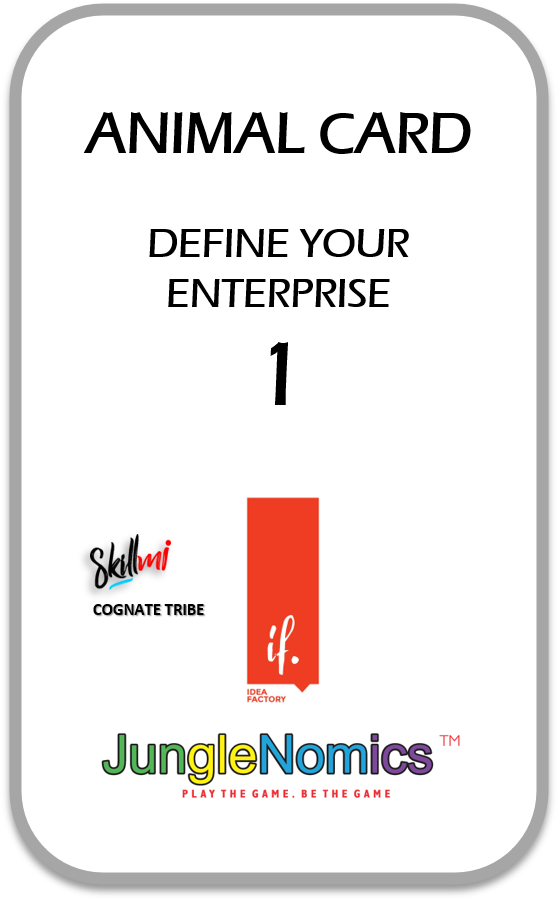 ANIMAL CARD
DEFINE YOUR
ENTERPRISE
1
Skillmi
COGNATE TRIBE
if.
IDEA
FACTORY
JungleNomics™
PLAY THE GAME. BE THE GAME